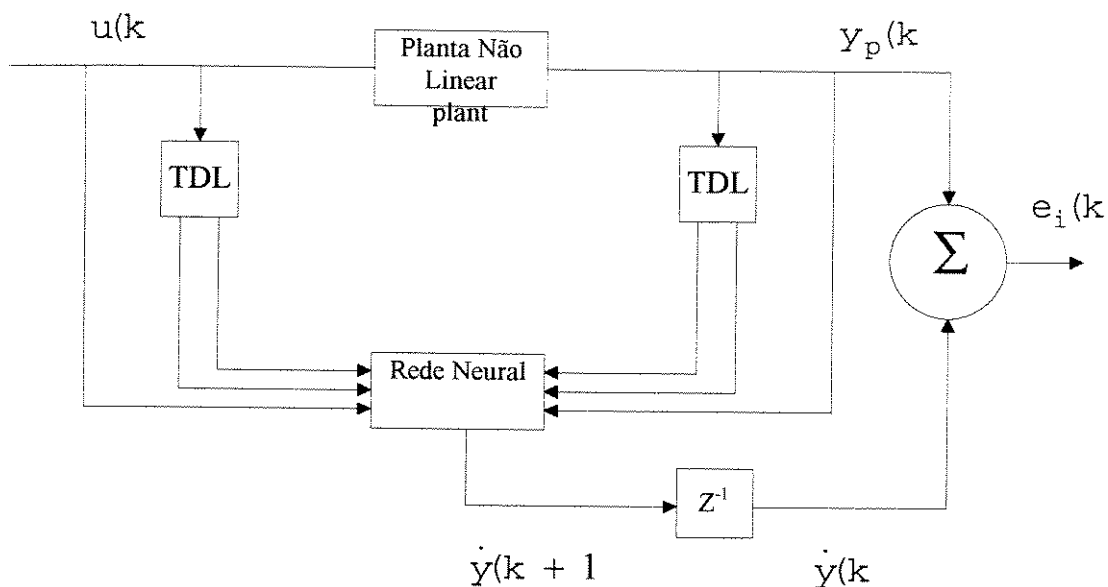 u(k
Planta Não
Linear
plant
y_p(k
TDL
TDL
e_i(k
Σ
Rede Neural
Z⁻¹
ẏ(k + 1
ẏ(k